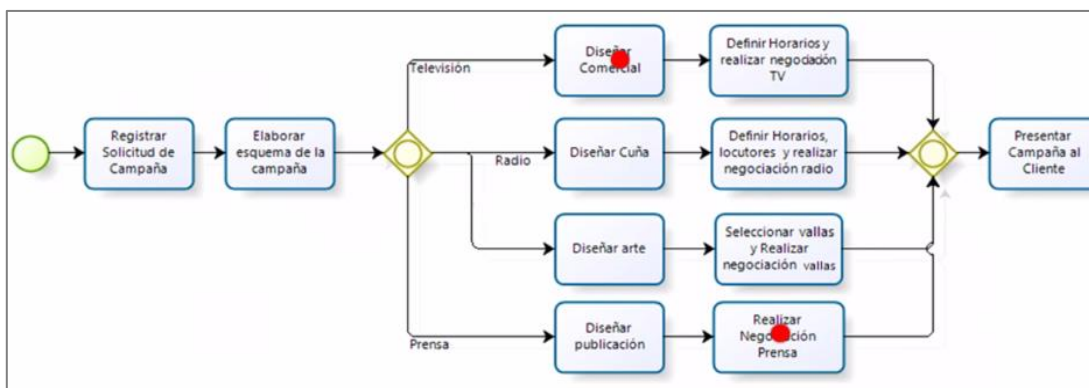 Registrar
Solicitud de
Campaña
Elaborar
esquema de la
campaña
Televisión
Radio
Prensa
Diseñar
Comercial
Definir Horarios y
realizar negociación
TV
Diseñar Cuña
Definir Horarios,
locutores y realizar
negociación radio
Diseñar arte
Seleccionar vallas
y Realizar
negociación vallas
Diseñar
publicación
Realizar
Negociación
Prensa
Presentar
Campaña al
Cliente